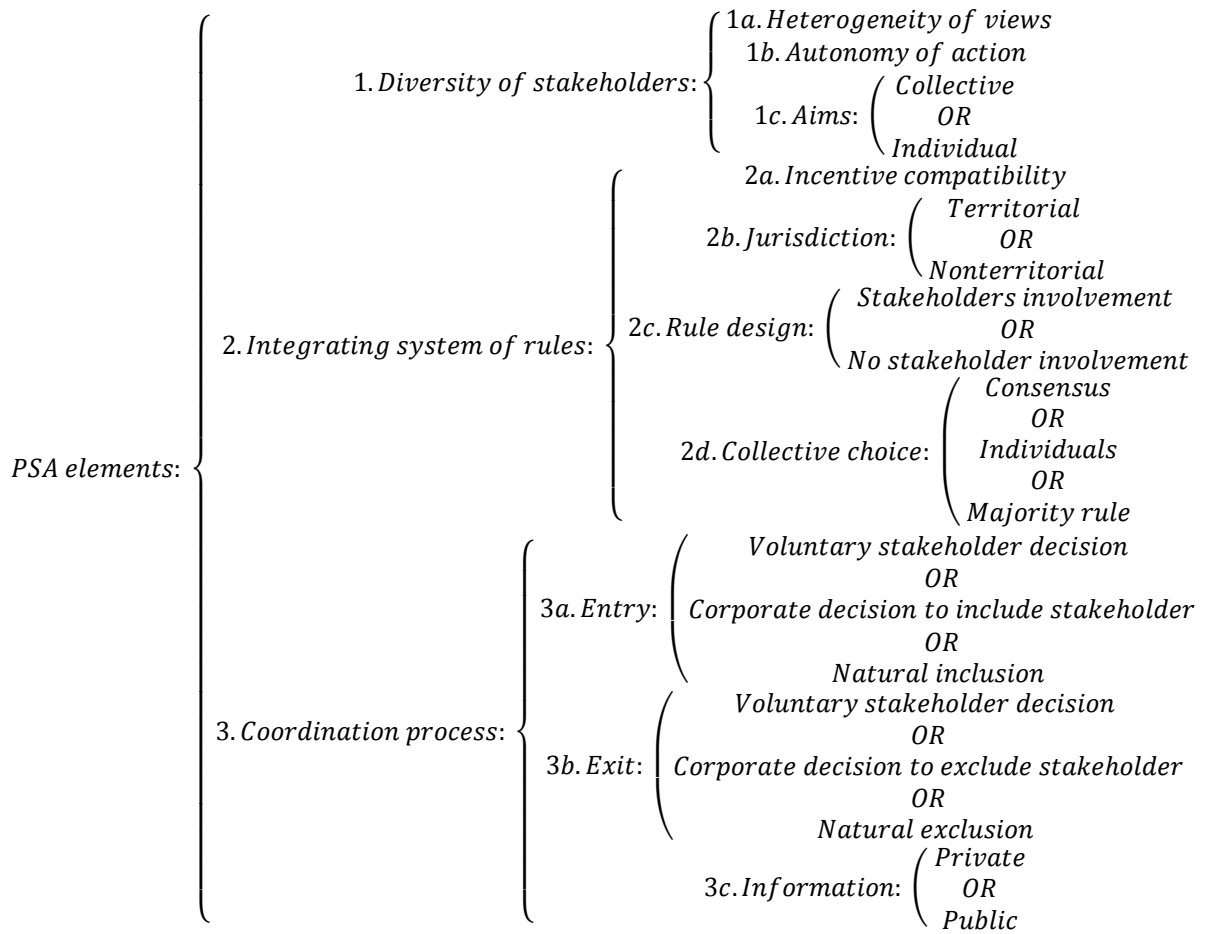 PSA elements:
1. Diversity of stakeholders:
1a. Heterogeneity of views
1b. Autonomy of action
1c. Aims:
Collective
OR
Individual
2. Integrating system of rules:
2a. Incentive compatibility
2b. Jurisdiction:
Territorial
OR
Nonterritorial
2c. Rule design:
Stakeholders involvement
OR
No stakeholder involvement
2d. Collective choice:
Consensus
OR
Individuals
OR
Majority rule
3. Coordination process:
3a. Entry:
Voluntary stakeholder decision
OR
Corporate decision to include stakeholder
OR
Natural inclusion
3b. Exit:
Voluntary stakeholder decision
OR
Corporate decision to exclude stakeholder
OR
Natural exclusion
3c. Information:
Private
OR
Public